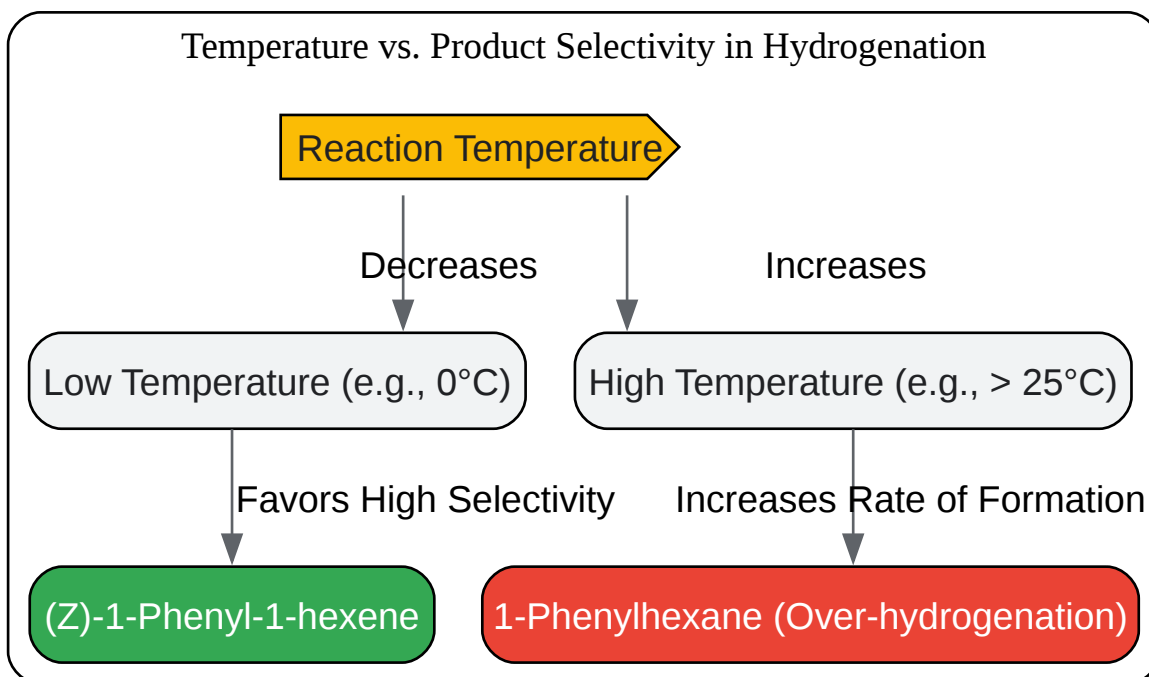 Temperature vs. Product Selectivity in Hydrogenation
Reaction Temperature
Decreases
Increases
Low Temperature (e.g., 0°C)
High Temperature (e.g., > 25°C)
Favors High Selectivity
Increases Rate of Formation
(Z)-1-Phenyl-1-hexene
1-Phenylhexane (Over-hydrogenation)